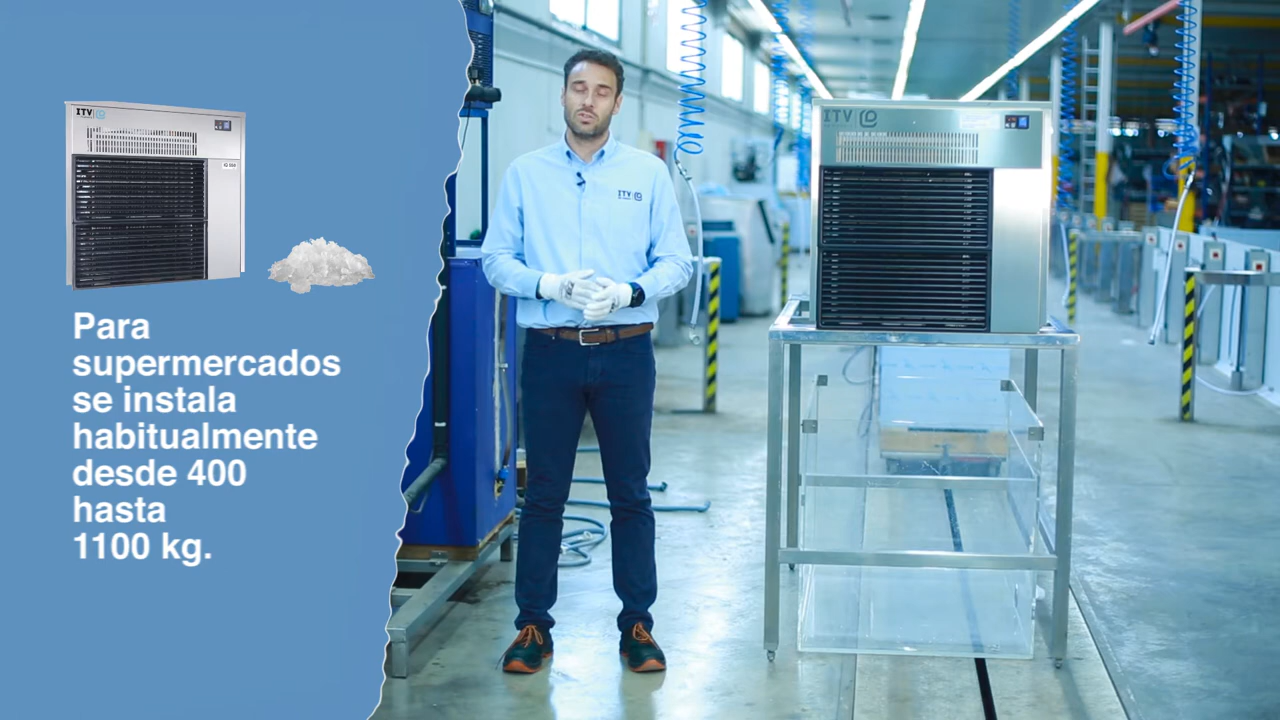 ITV
Para
supermercados
se instala
habitualmente
desde 400
hasta
1100 kg.
ITV
ITV